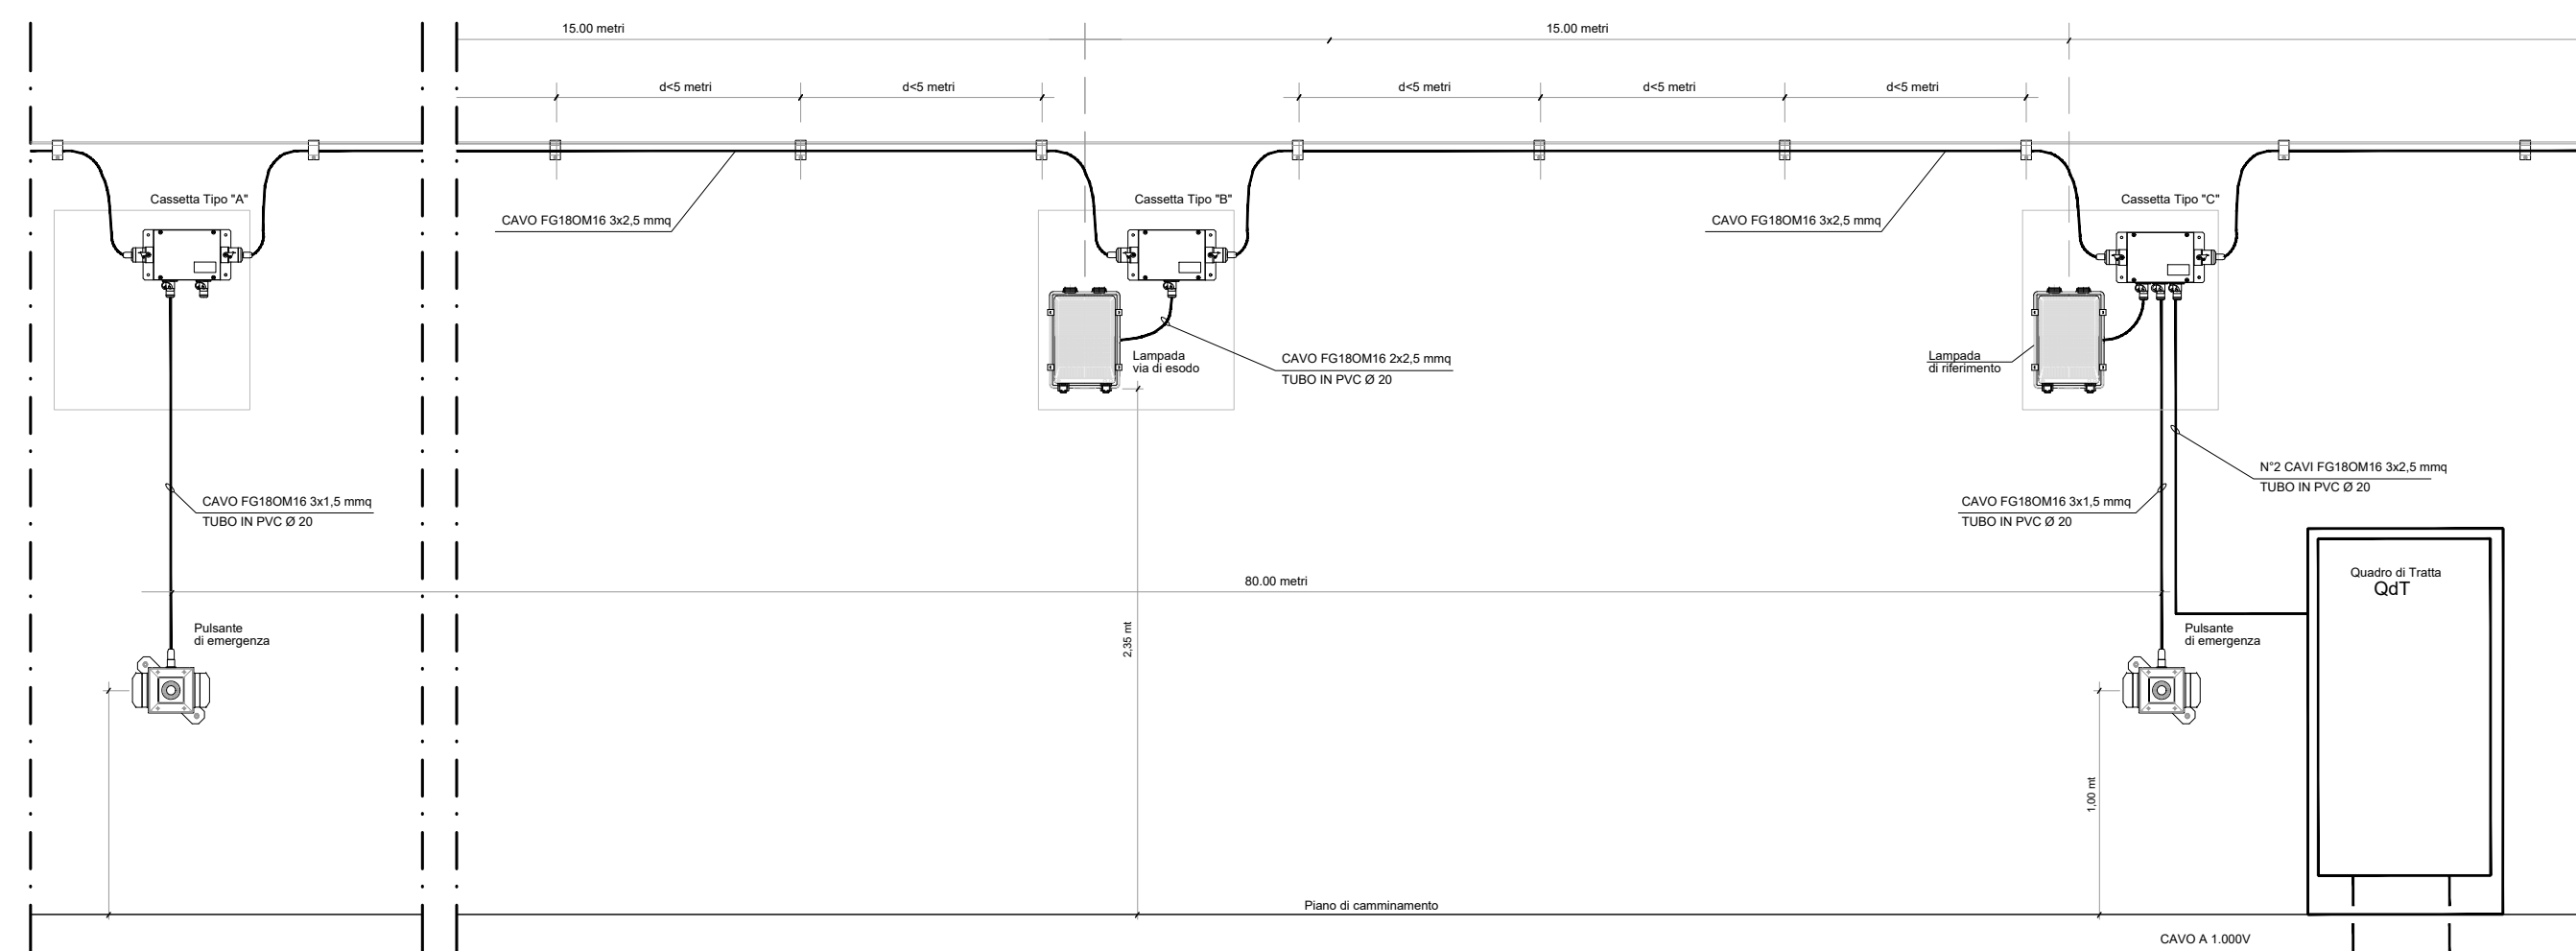 15.00 metri
15.00 metri
d<5 metri
d<5 metri
d<5 metri
d<5 metri
d<5 metri
Cassetta Tipo "A"
Cassetta Tipo "B"
Cassetta Tipo "C"
CAVO FG18OM16 3x2,5 mmq
CAVO FG18OM16 3x2,5 mmq
Lampada
via di esodo
CAVO FG18OM16 2x2,5 mmq
TUBO IN PVC Ø 20
Lampada
di riferimento
CAVO FG18OM16 3x1,5 mmq
TUBO IN PVC Ø 20
CAVO FG18OM16 3x1,5 mmq
TUBO IN PVC Ø 20
N°2 CAVI FG18OM16 3x2,5 mmq
TUBO IN PVC Ø 20
80.00 metri
Quadro di Tratta
QdT
Pulsante
di emergenza
2,35 mt
Pulsante
di emergenza
1,00 mt
Piano di camminamento
CAVO A 1.000V